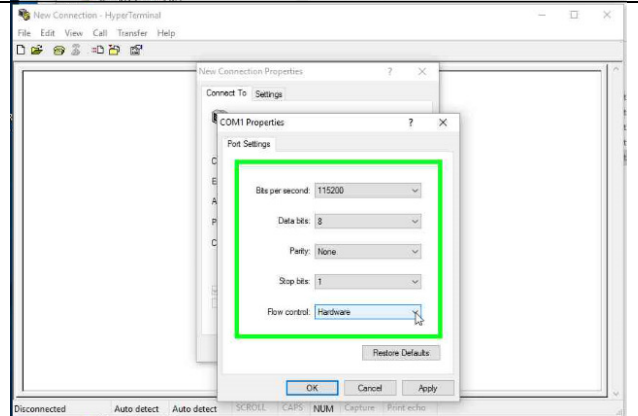 New Connection - HyperTerminal
File Edit View Call Transfer Help
New Connection Properties ? X
Connect To Settings
COM1 Properties ? X
Port Settings
Bits per second: 115200
Data bits: 8
Parity: None
Stop bits: 1
Flow control: Hardware
Restore Defaults
OK Cancel Apply
Disconnected Auto detect Auto detect SCROLL CAPS NUM Capture Print echo